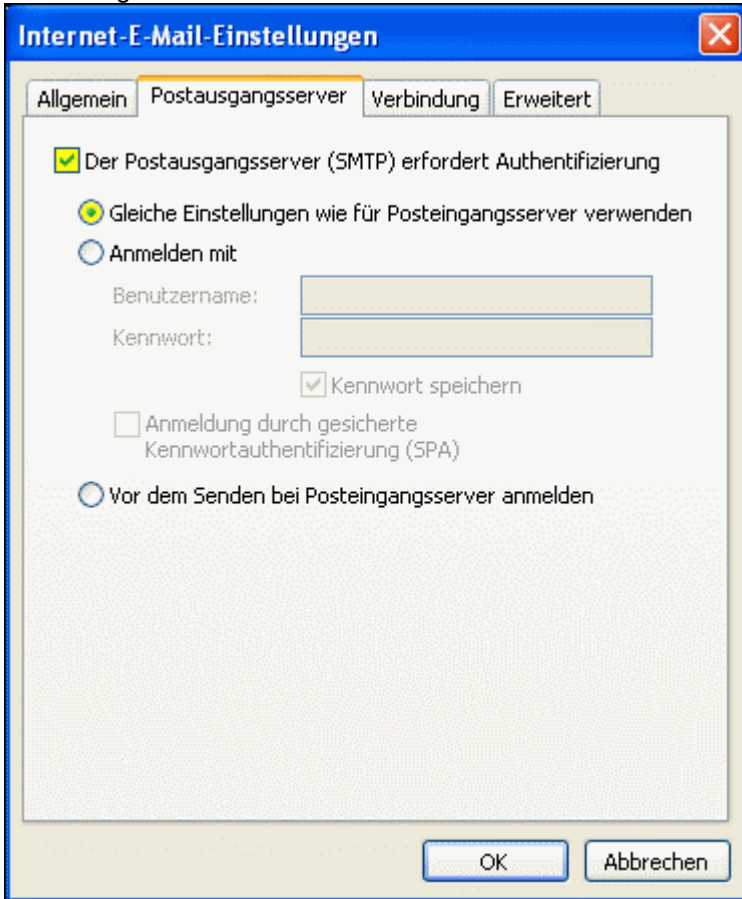 Internet-E-Mail-Einstellungen
Allgemein Postausgangsserver Verbindung Erweitert
Der Postausgangsserver (SMTP) erfordert Authentifizierung
Gleiche Einstellungen wie für Posteingangsserver verwenden
Anmelden mit
Benutzername:
Kennwort:
Kennwort speichern
Anmeldung durch gesicherte
Kennwortauthentifizierung (SPA)
Vor dem Senden bei Posteingangsserver anmelden
OK Abbrechen